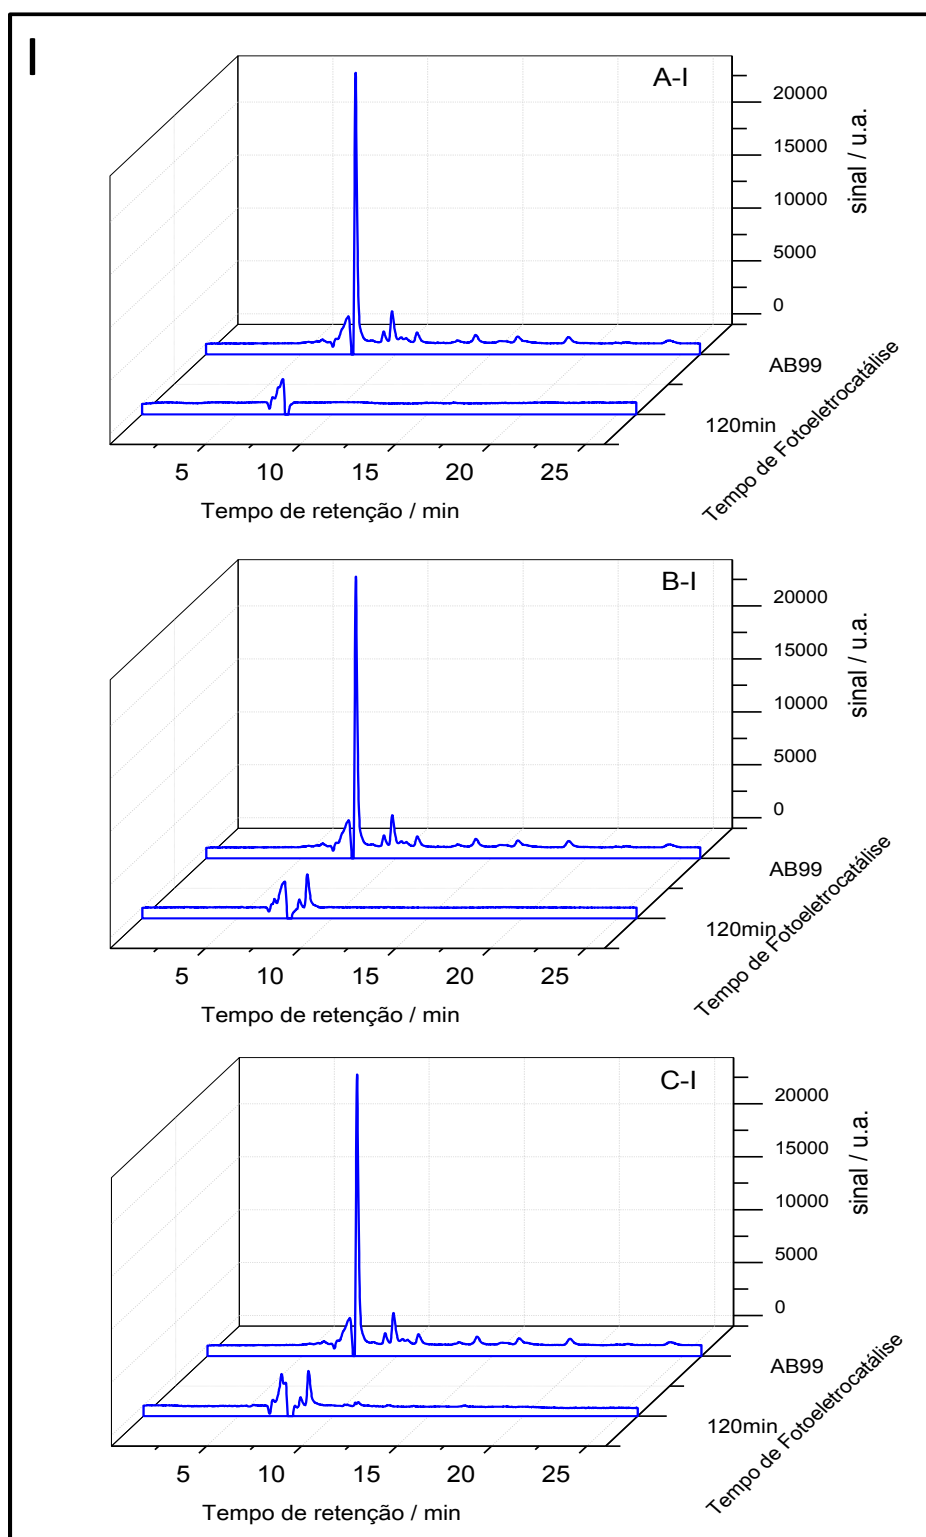 I
A-I
20000
15000
10000
5000
0
sinal / u.a.
AB99
120min
Tempo de Fotoeletrocatálise
5 10 15 20 25
Tempo de retenção / min
B-I
20000
15000
10000
5000
0
sinal / u.a.
AB99
120min
Tempo de Fotoeletrocatálise
5 10 15 20 25
Tempo de retenção / min
C-I
20000
15000
10000
5000
0
sinal / u.a.
AB99
120min
Tempo de Fotoeletrocatálise
5 10 15 20 25
Tempo de retenção / min